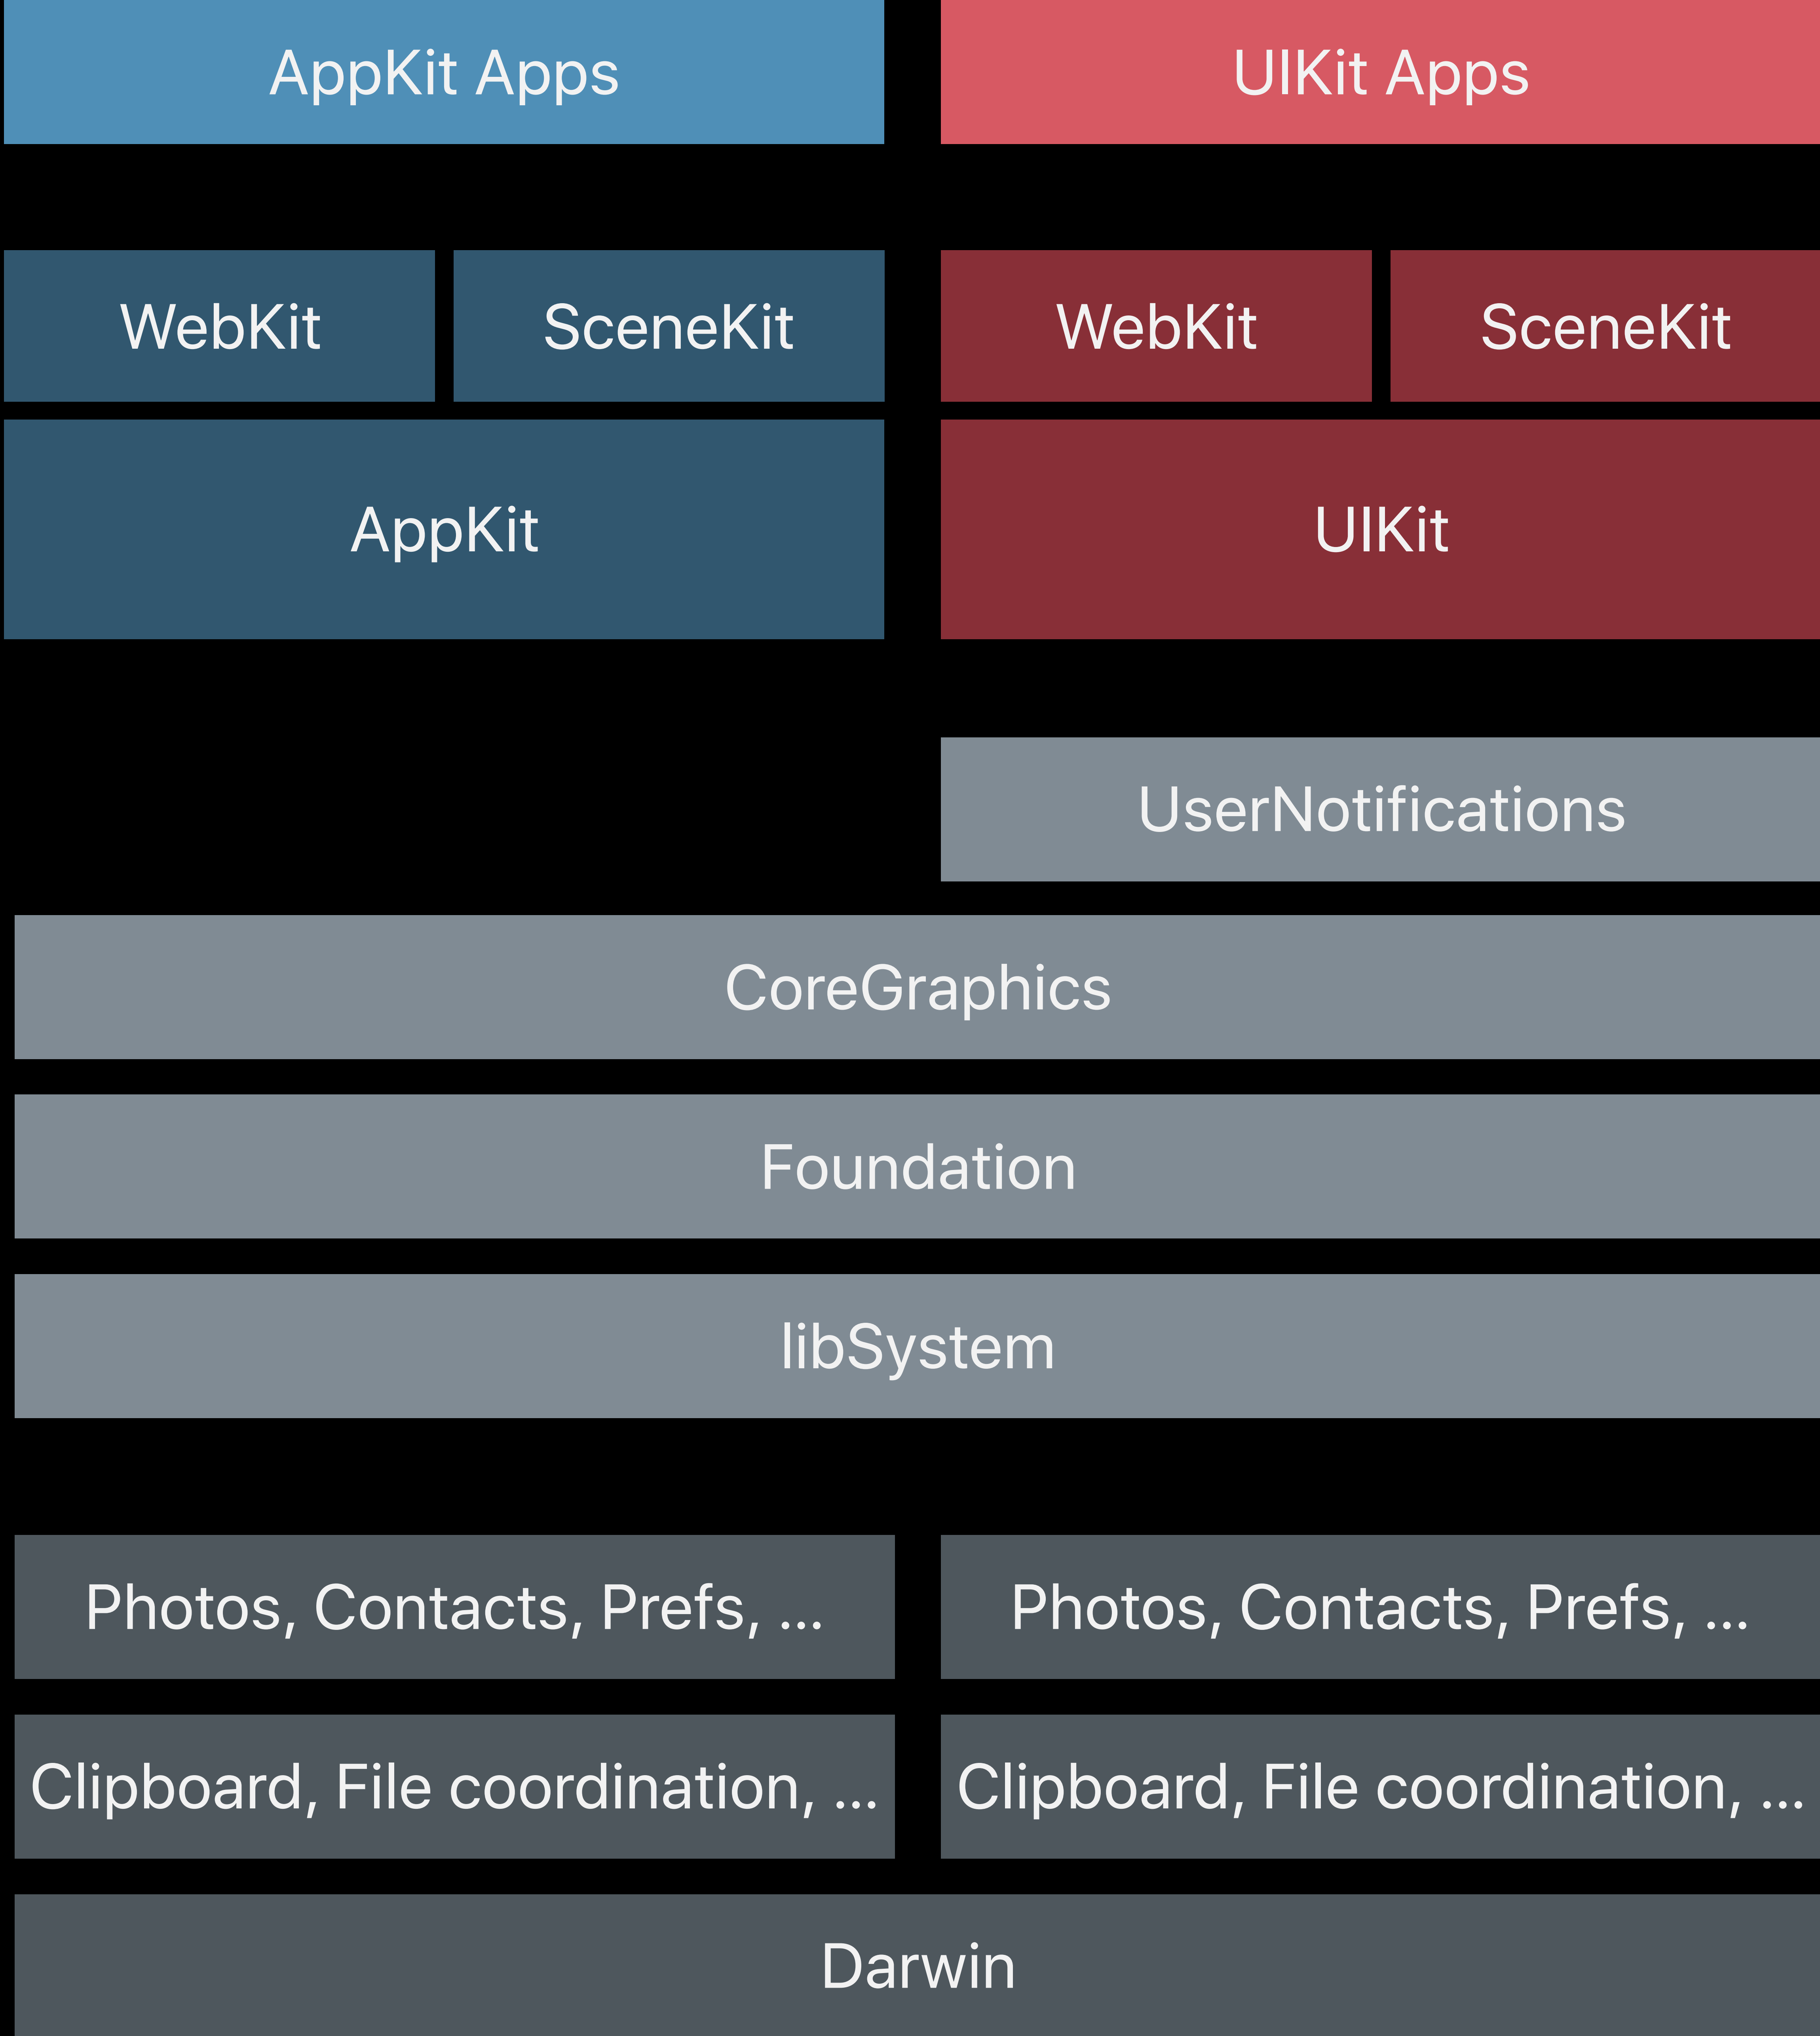 AppKit Apps
UIKit Apps
WebKit
SceneKit
WebKit
SceneKit
AppKit
UIKit
UserNotifications
CoreGraphics
Foundation
libSystem
Photos, Contacts, Prefs, ...
Photos, Contacts, Prefs, ...
Clipboard, File coordination, ...
Clipboard, File coordination, ...
Darwin